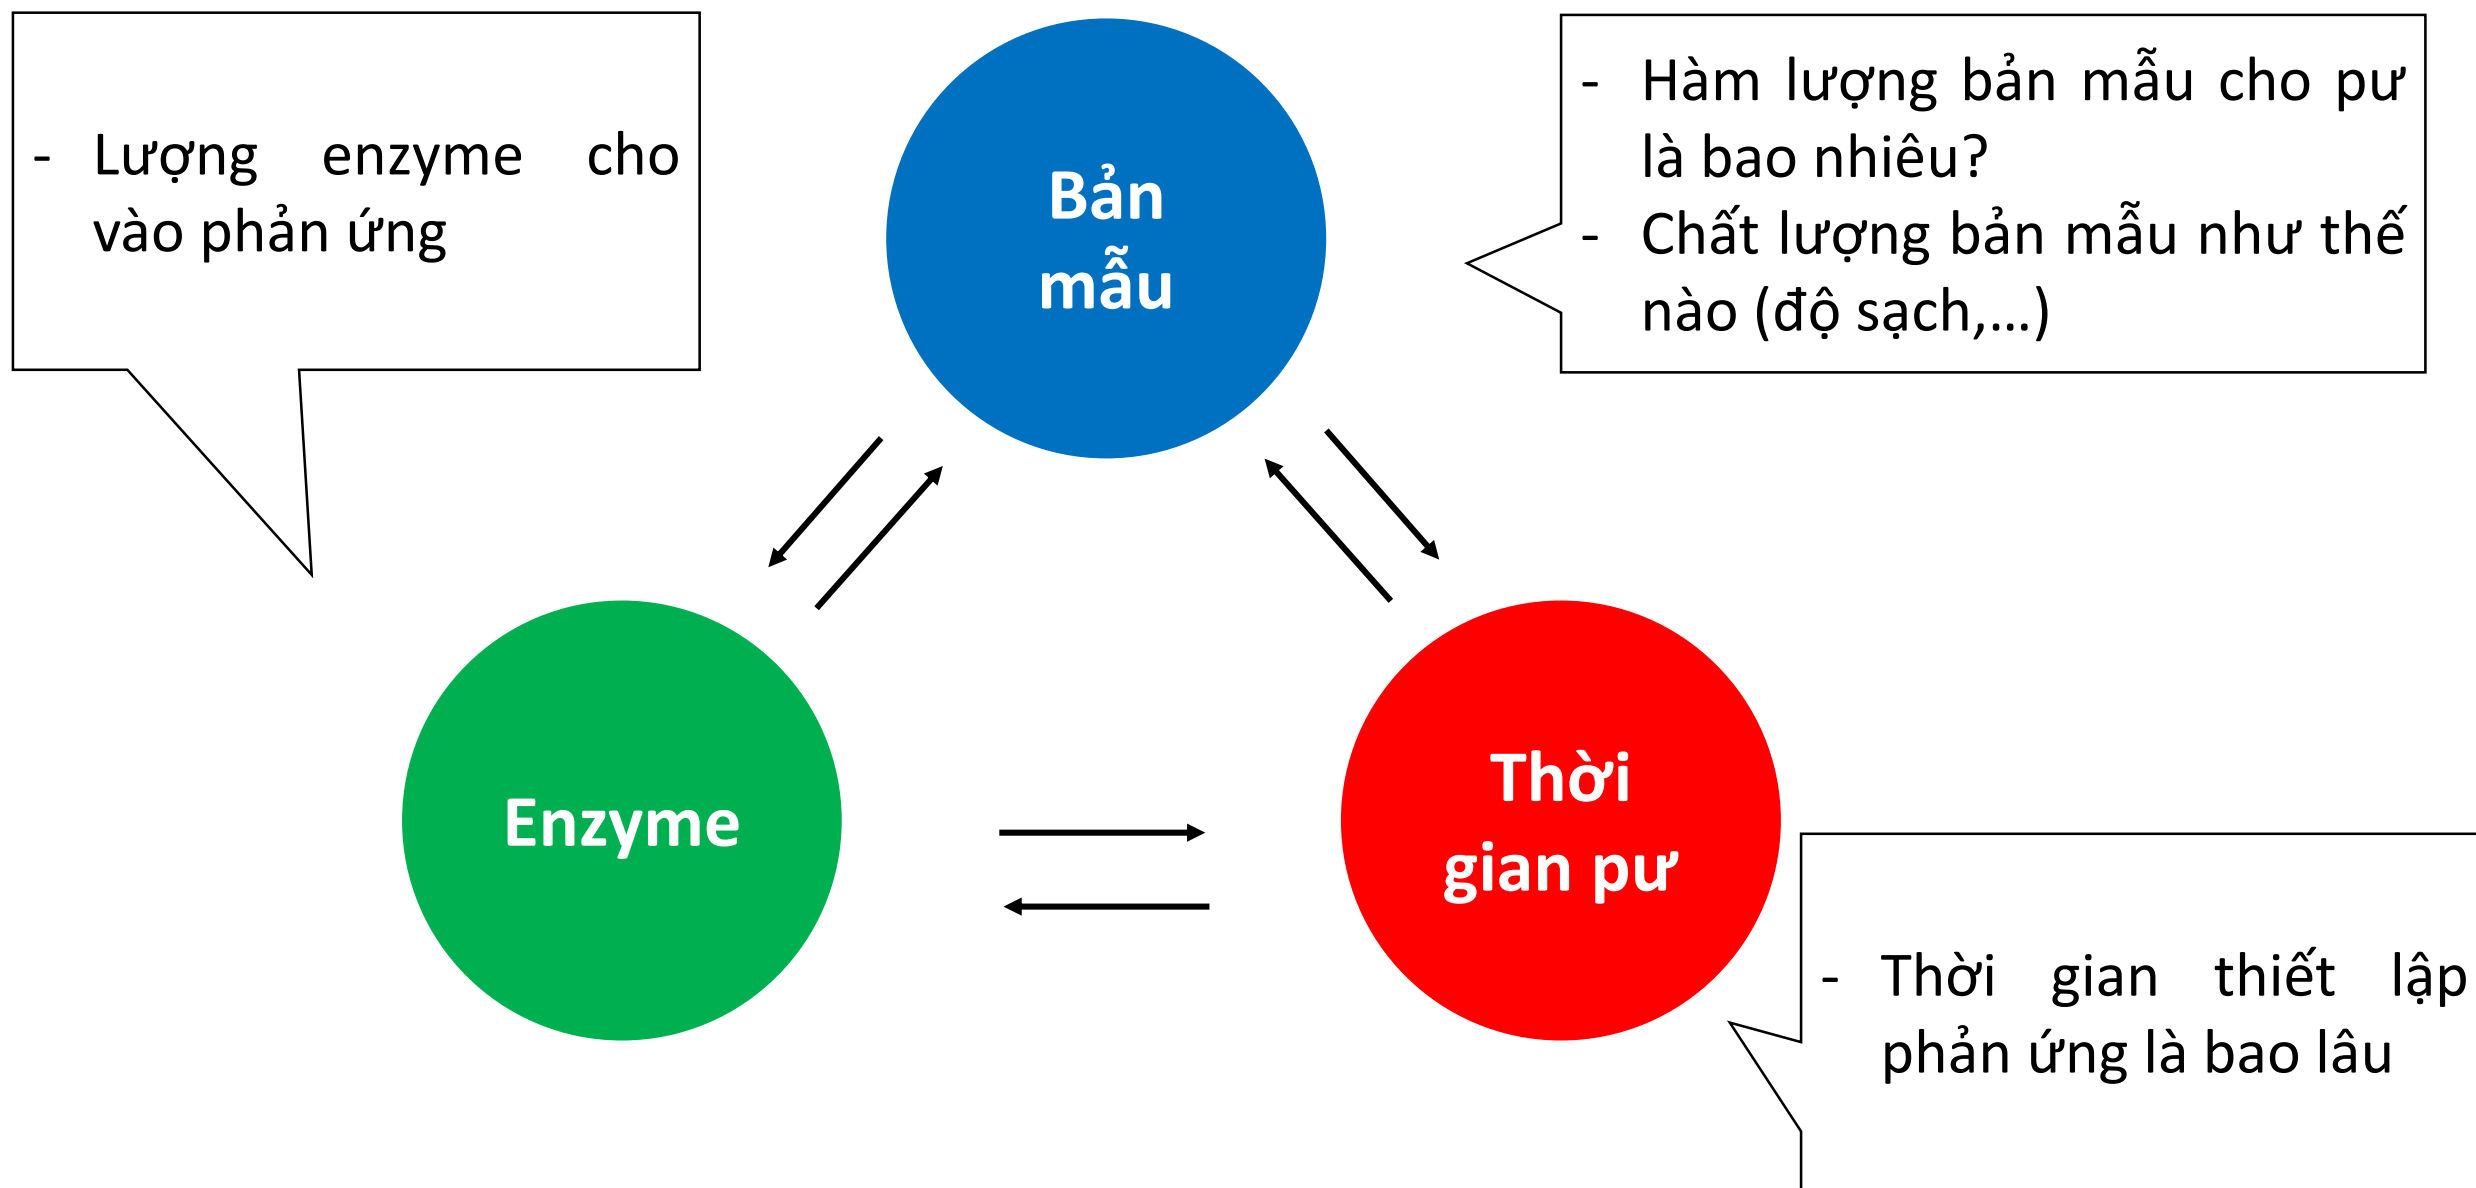 - Lượng enzyme cho
vào phản ứng
Bản
mẫu
- Hàm lượng bản mẫu cho pư
là bao nhiêu?
- Chất lượng bản mẫu như thế
nào (độ sạch,...)
Enzyme
Thời
gian pư
- Thời gian thiết lập
phản ứng là bao lâu